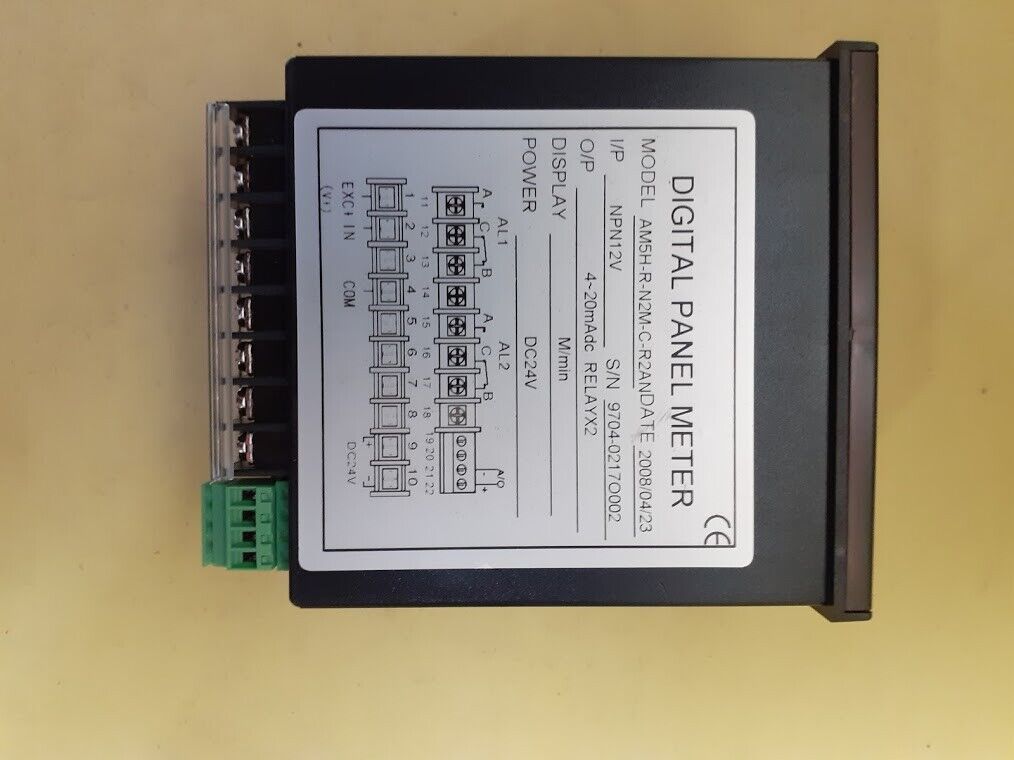 CE
DIGITAL PANEL METER
MODEL AM5H-R-N2M-C-R2ANDATE 2008/04/23
I/P NPN12V S/N 9704-02170002
O/P 4~20mAdc RELAYX2
DISPLAY M/min
POWER DC24V
AL1 AL2 A/O
A C B A C B - +
11 12 13 14 15 16 17 18 19 20 21 22
1 2 3 4 5 6 7 8 9 10
+ -
EXC+ IN COM DC24V
(V+)